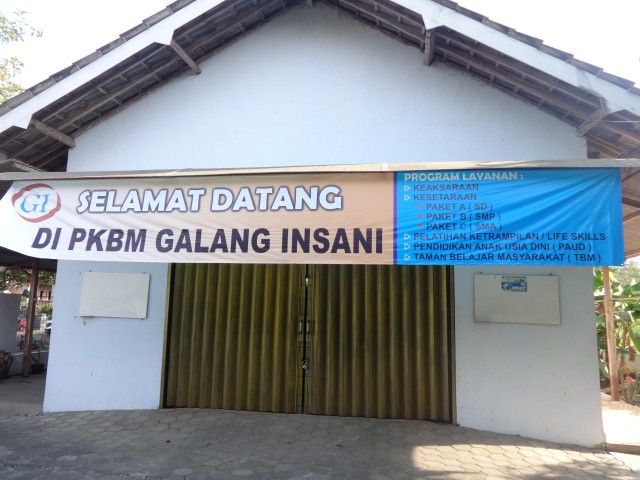 GI
SELAMAT DATANG
DI PKBM GALANG INSANI
PROGRAM LAYANAN :
KEAKSARAAN
KESETARAAN
PAKET A ( SD )
PAKET B ( SMP )
PAKET C ( SMA )
PELATIHAN KETRAMPILAN / LIFE SKILLS
PENDIDIKAN ANAK USIA DINI ( PAUD )
TAMAN BELAJAR MASYARAKAT ( TBM )